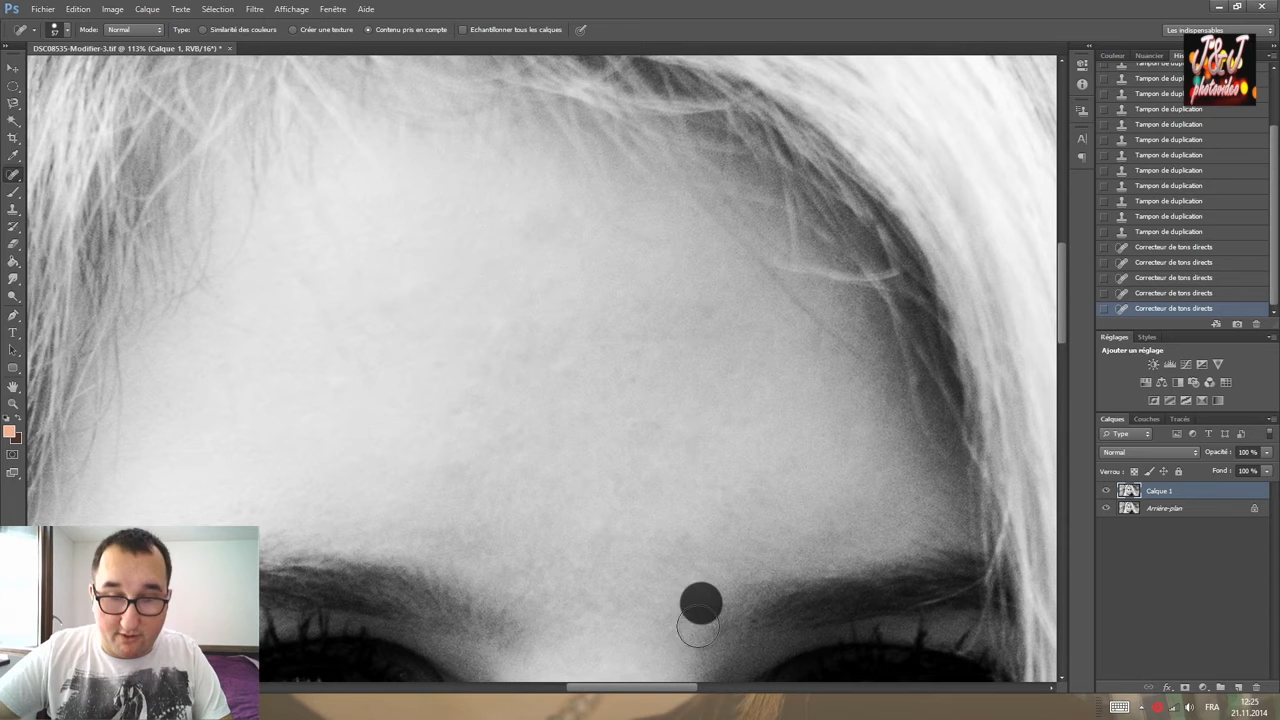 Ps Fichier Edition Image Calque Texte Sélection Filtre Affichage Fenêtre Aide
57 Mode: Normal Type: Similarité des couleurs Créer une texture Contenu pris en compte Echantillonner tous les calques Les indispensables
DSC08535-Modifier-3.tif @ 113% (Calque 1, RVB/16*) * ×
Couleur Nuancier
J&J
photovideo
Tampon de duplication
Tampon de duplication
Tampon de duplication
Tampon de duplication
Tampon de duplication
Tampon de duplication
Tampon de duplication
Tampon de duplication
Tampon de duplication
Tampon de duplication
Tampon de duplication
Tampon de duplication
Correcteur de tons directs
Correcteur de tons directs
Correcteur de tons directs
Correcteur de tons directs
Correcteur de tons directs
Réglages Styles
Ajouter un réglage
Calques Couches Tracés
Type
Normal Opacité : 100 %
Verrou : Fond : 100 %
Calque 1
Arrière-plan
FRA
12:25
21.11.2014